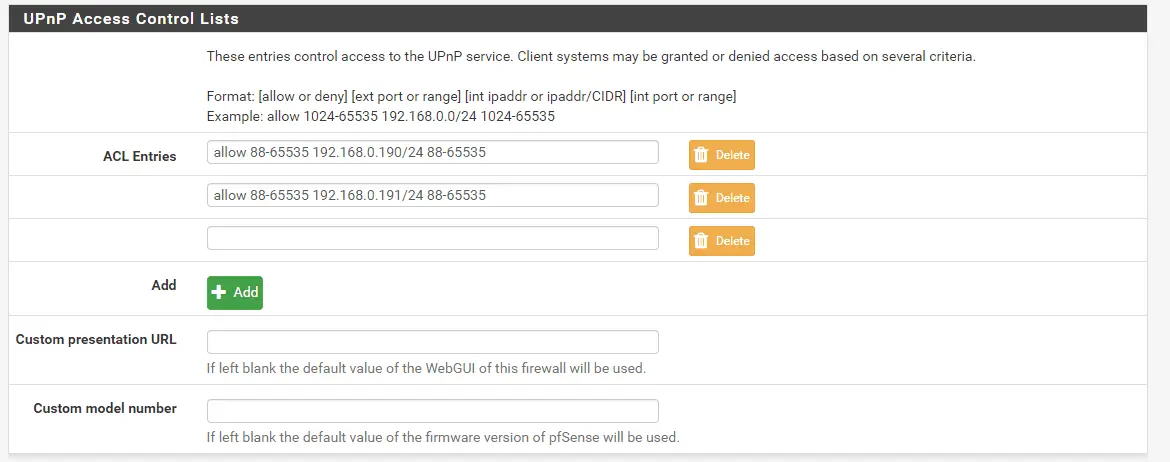 UPnP Access Control Lists
These entries control access to the UPnP service. Client systems may be granted or denied access based on several criteria.
Format: [allow or deny] [ext port or range] [int ipaddr or ipaddr/CIDR] [int port or range]
Example: allow 1024-65535 192.168.0.0/24 1024-65535
ACL Entries
allow 88-65535 192.168.0.190/24 88-65535
Delete
allow 88-65535 192.168.0.191/24 88-65535
Delete
Delete
Add
Add
Custom presentation URL
If left blank the default value of the WebGUI of this firewall will be used.
Custom model number
If left blank the default value of the firmware version of pfSense will be used.